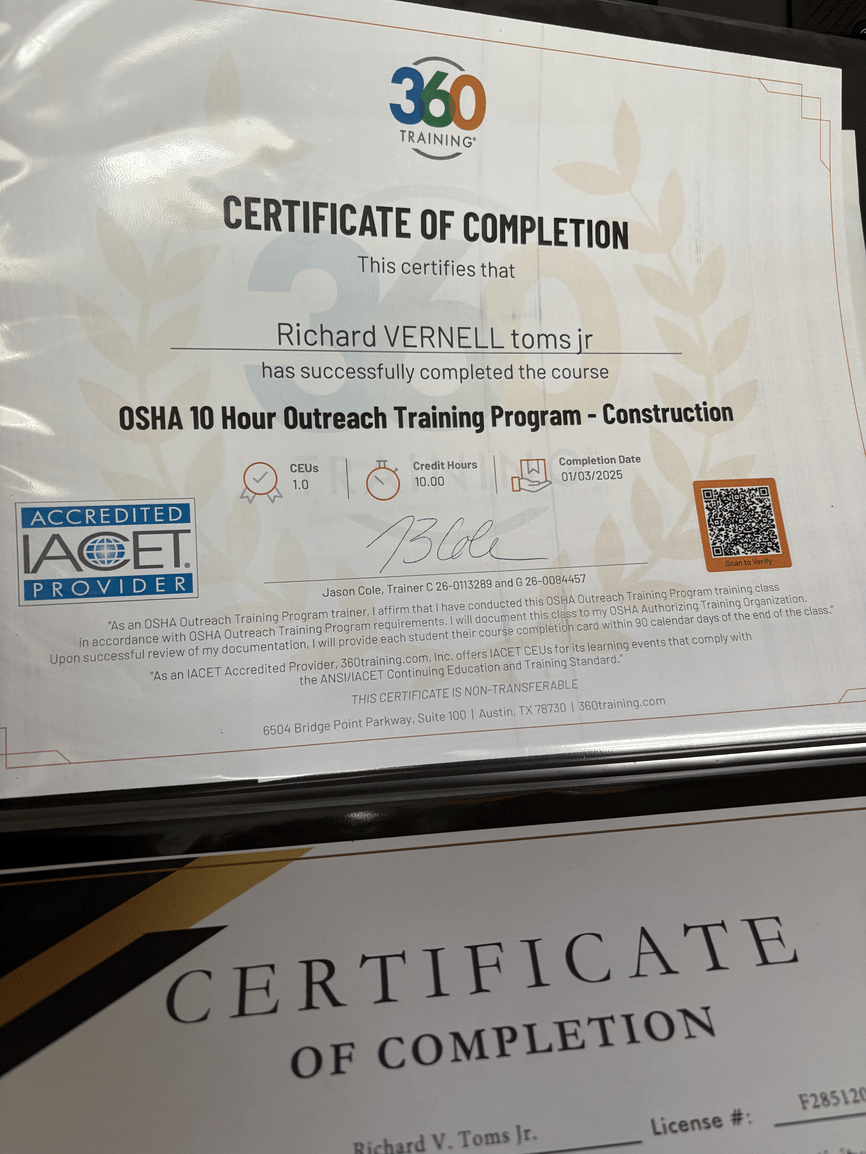 360
TRAINING®
CERTIFICATE OF COMPLETION
This certifies that
Richard VERNELL toms jr
has successfully completed the course
OSHA 10 Hour Outreach Training Program - Construction
CEUs
1.0
Credit Hours
10.00
Completion Date
01/03/2025
ACCREDITED
IACET®
PROVIDER
B Cole
Scan to Verify
Jason Cole, Trainer C 26-0113289 and G 26-0084457
"As an OSHA Outreach Training Program trainer, I affirm that I have conducted this OSHA Outreach Training Program training class
in accordance with OSHA Outreach Training Program requirements. I will document this class to my OSHA Authorizing Training Organization.
Upon successful review of my documentation, I will provide each student their course completion card within 90 calendar days of the end of the class."
"As an IACET Accredited Provider, 360training.com, Inc. offers IACET CEUs for its learning events that comply with
the ANSI/IACET Continuing Education and Training Standard."
THIS CERTIFICATE IS NON-TRANSFERABLE
6504 Bridge Point Parkway, Suite 100 | Austin, TX 78730 | 360training.com
CERTIFICATE
OF COMPLETION
Richard V. Toms Jr.
License #:
F285120